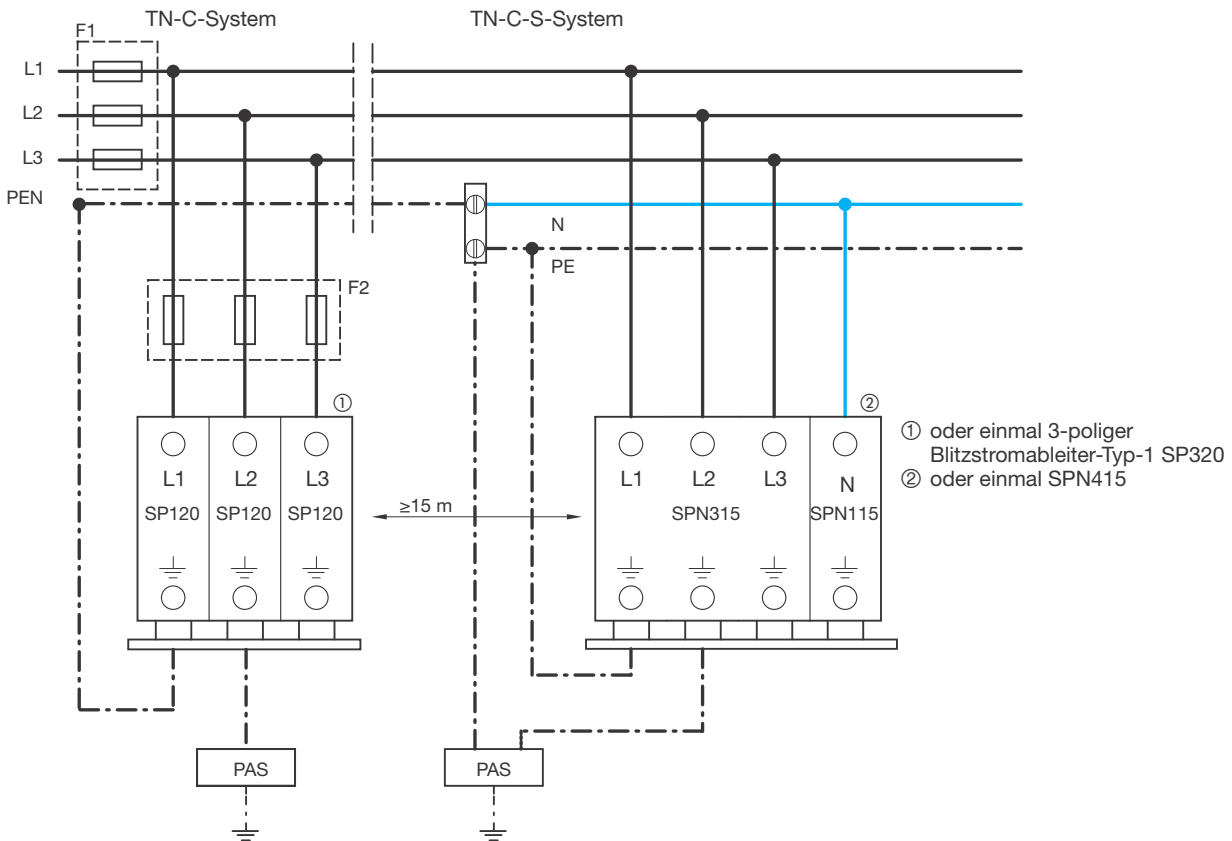 TN-C-System
TN-C-S-System
F1
L1
L2
L3
PEN
N
PE
F2
①
②
L1
L2
L3
SP120
SP120
SP120
≥15 m
L1
L2
L3
N
SPN315
SPN115
① oder einmal 3-poliger
Blitzstromableiter-Typ-1 SP320
② oder einmal SPN415
PAS
PAS